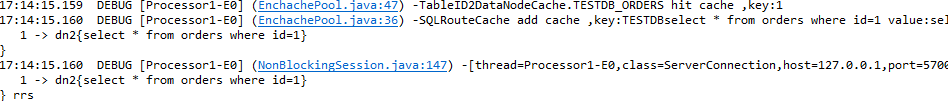 17:14:15.159  DEBUG [Processor1-E0] (EnchachePool.java:47) -TableID2DataNodeCache.TESTDB_ORDERS hit cache ,key:1
17:14:15.160  DEBUG [Processor1-E0] (EnchachePool.java:36) -SQLRouteCache add cache ,key:TESTDBselect * from orders where id=1 value:sel
   1 -> dn2{select * from orders where id=1}
}
17:14:15.160  DEBUG [Processor1-E0] (NonBlockingSession.java:147) -[thread=Processor1-E0,class=ServerConnection,host=127.0.0.1,port=5700
   1 -> dn2{select * from orders where id=1}
} rrs